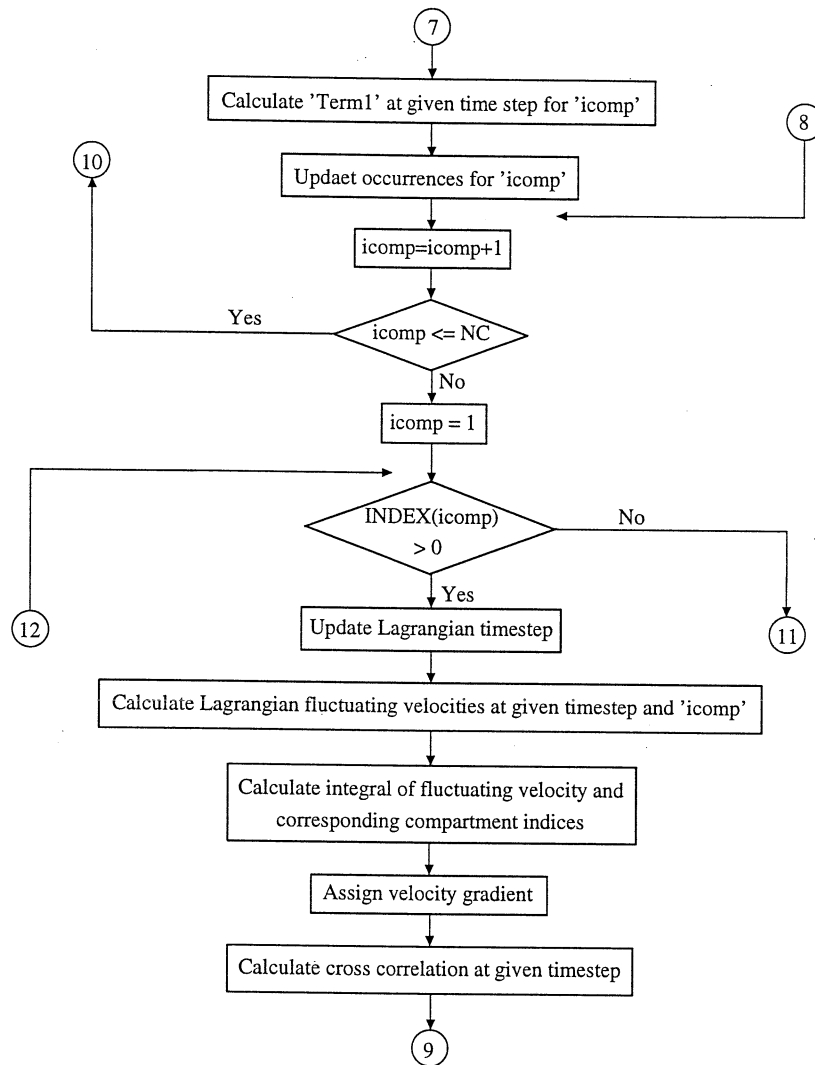 7
Calculate 'Term1' at given time step for 'icomp'
8
10
Updaet occurrences for 'icomp'
icomp=icomp+1
Yes
icomp <= NC
No
icomp = 1
INDEX(icomp)
> 0
No
Yes
12
Update Lagrangian timestep
11
Calculate Lagrangian fluctuating velocities at given timestep and 'icomp'
Calculate integral of fluctuating velocity and
corresponding compartment indices
Assign velocity gradient
Calculate cross correlation at given timestep
9